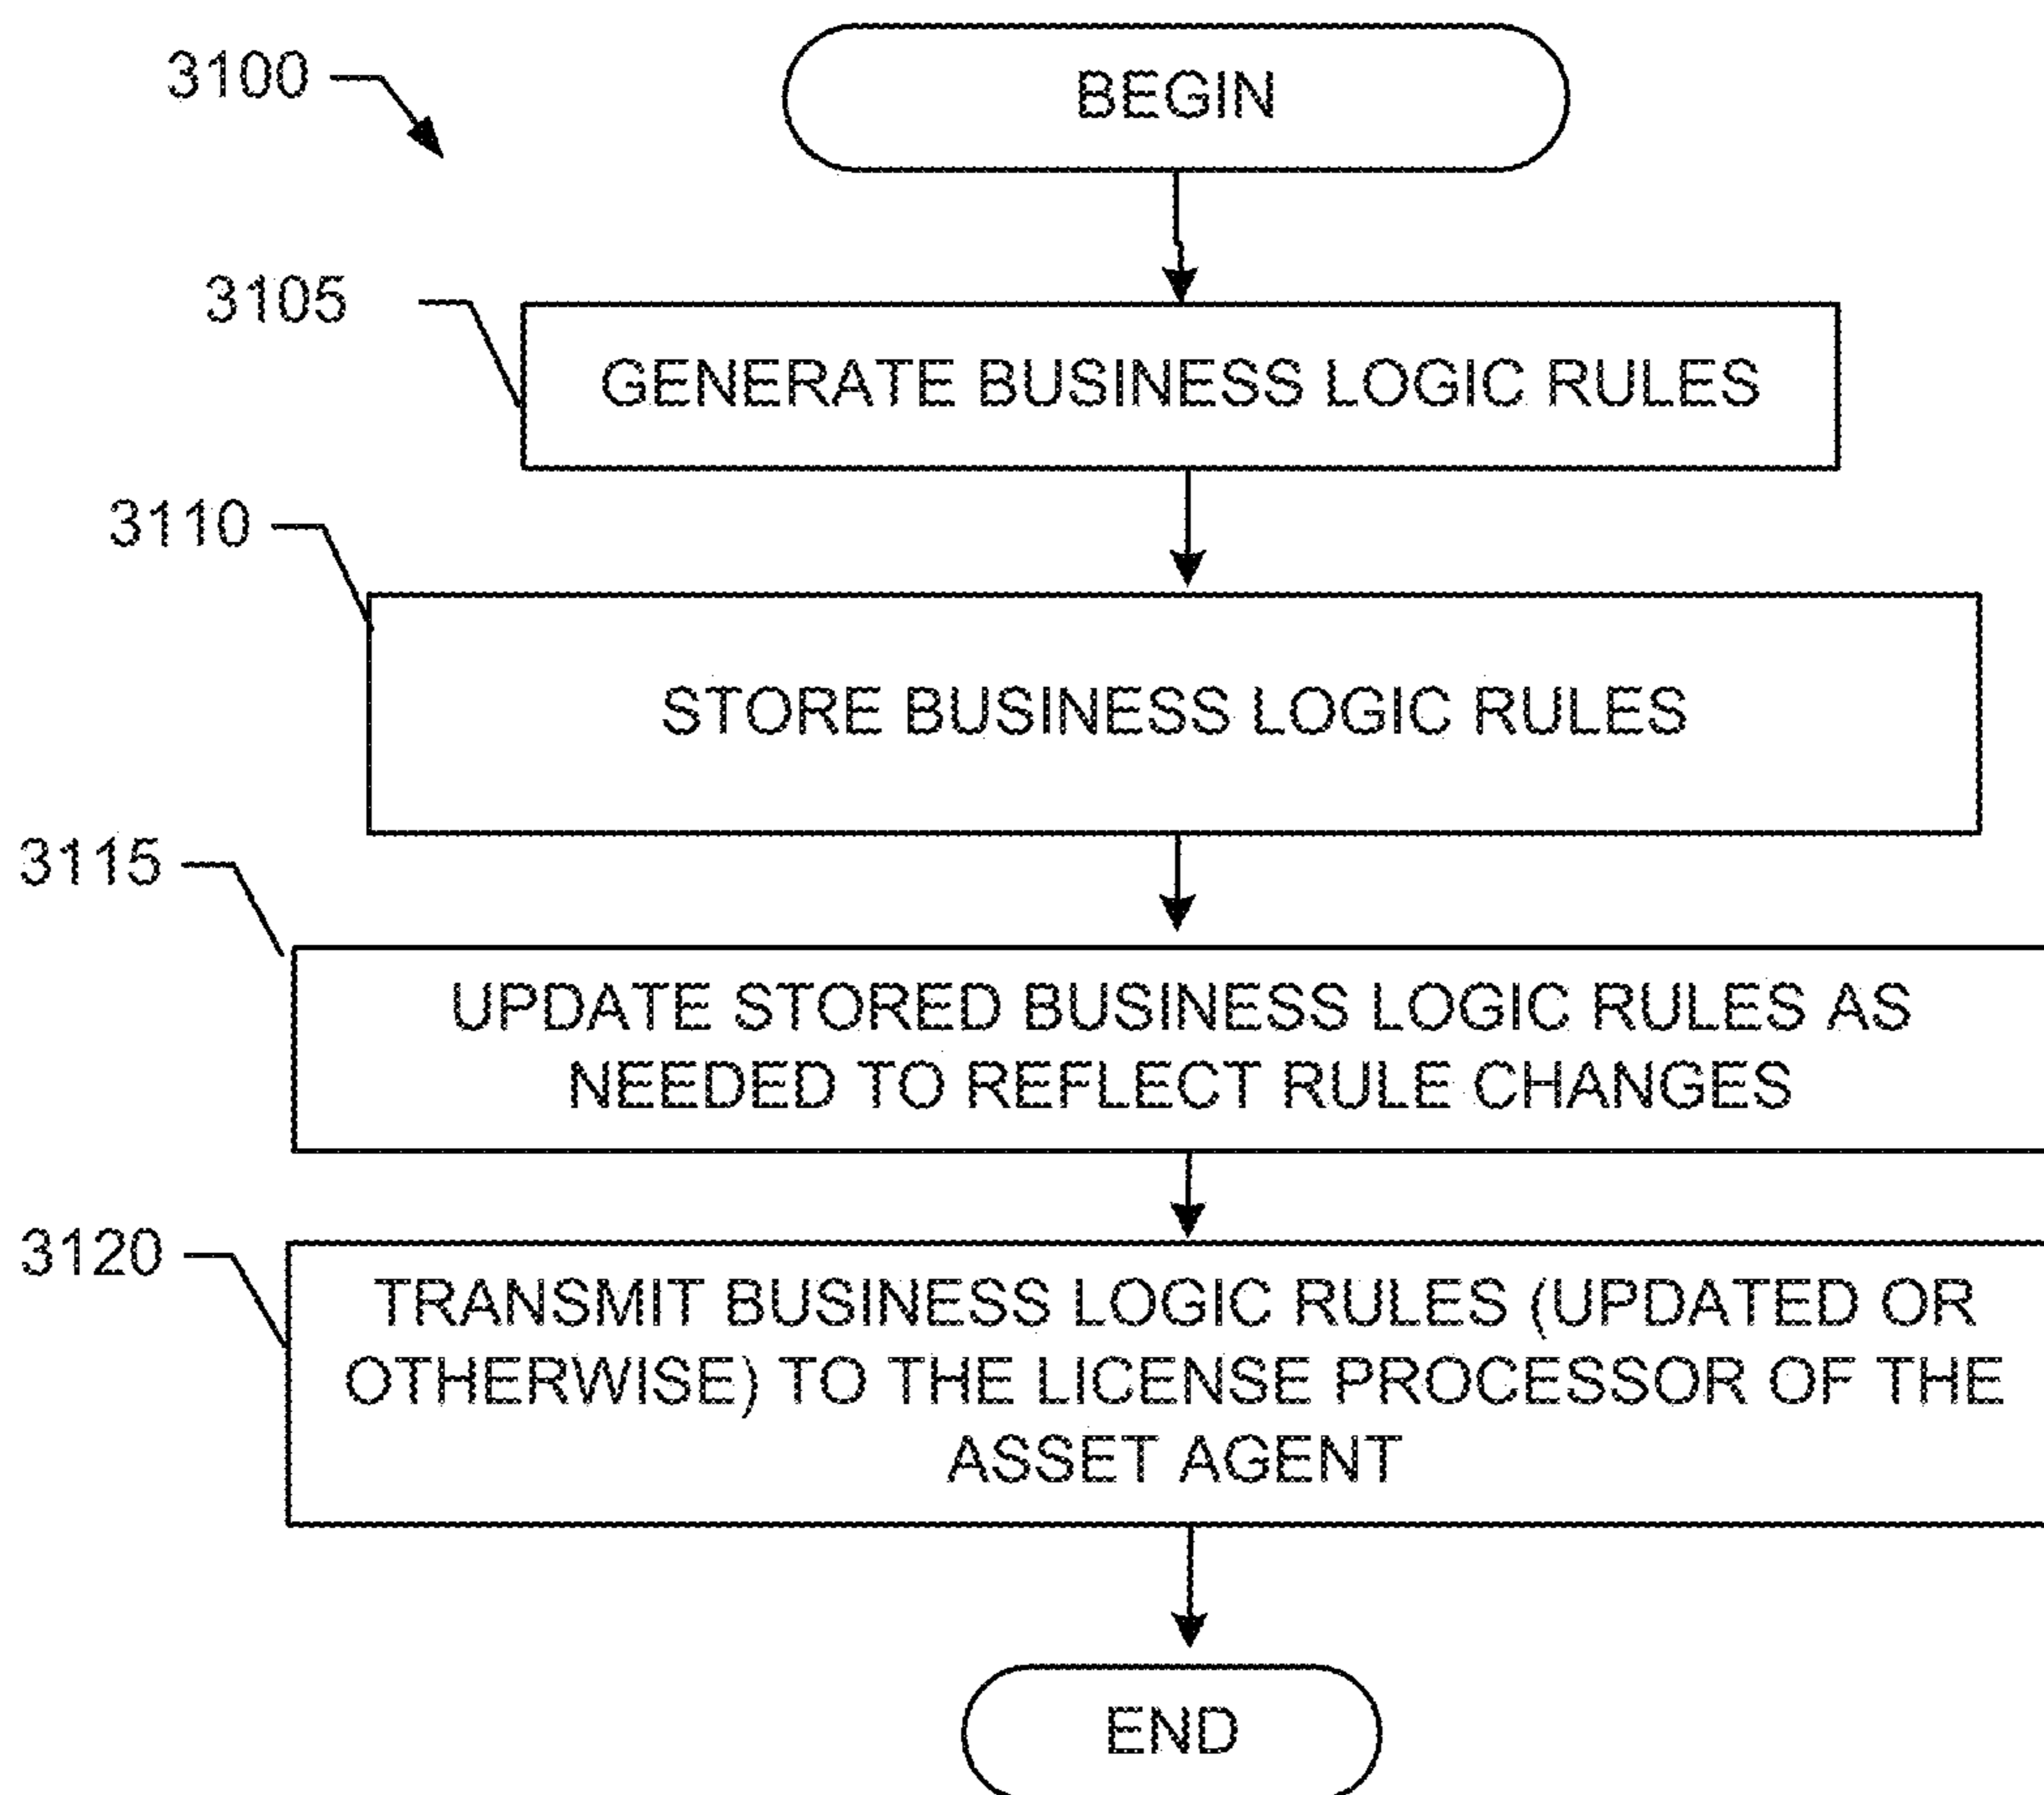 3100
BEGIN
3105
GENERATE BUSINESS LOGIC RULES
3110
STORE BUSINESS LOGIC RULES
3115
UPDATE STORED BUSINESS LOGIC RULES AS
NEEDED TO REFLECT RULE CHANGES
3120
TRANSMIT BUSINESS LOGIC RULES (UPDATED OR
OTHERWISE) TO THE LICENSE PROCESSOR OF THE
ASSET AGENT
END